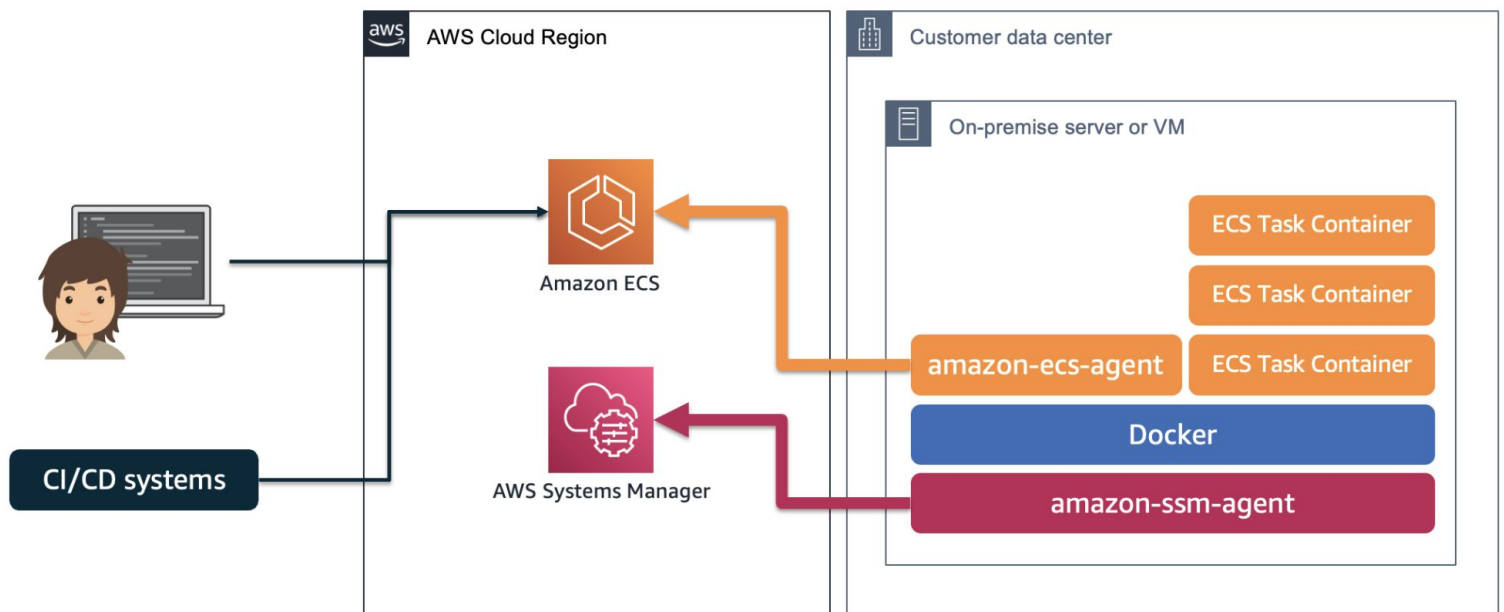 aws
AWS Cloud Region
Customer data center
On-premise server or VM
ECS Task Container
Amazon ECS
ECS Task Container
amazon-ecs-agent
ECS Task Container
Docker
CI/CD systems
AWS Systems Manager
amazon-ssm-agent